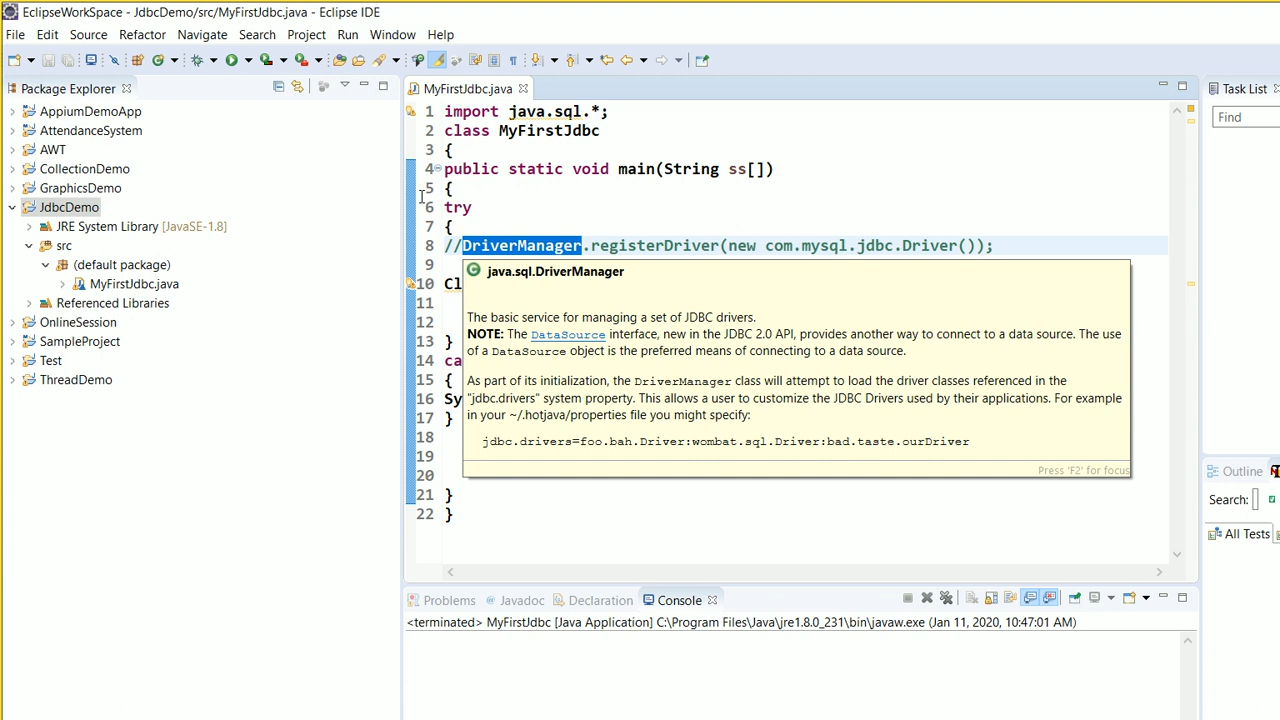 EclipseWorkSpace - JdbcDemo/src/MyFirstJdbc.java - Eclipse IDE
File Edit Source Refactor Navigate Search Project Run Window Help
Package Explorer
AppiumDemoApp
AttendanceSystem
AWT
CollectionDemo
GraphicsDemo
JdbcDemo
JRE System Library [JavaSE-1.8]
src
(default package)
MyFirstJdbc.java
Referenced Libraries
OnlineSession
SampleProject
Test
ThreadDemo
MyFirstJdbc.java
1 import java.sql.*;
2 class MyFirstJdbc
3 {
4 public static void main(String ss[])
5 {
6 try
7 {
8 //DriverManager.registerDriver(new com.mysql.jdbc.Driver());
9
10 Cl
11
12
13 }
14 ca
15 {
16 Sy
17 }
18
19
20
21 }
22 }
java.sql.DriverManager
The basic service for managing a set of JDBC drivers.
NOTE: The DataSource interface, new in the JDBC 2.0 API, provides another way to connect to a data source. The use
of a DataSource object is the preferred means of connecting to a data source.
As part of its initialization, the DriverManager class will attempt to load the driver classes referenced in the
"jdbc.drivers" system property. This allows a user to customize the JDBC Drivers used by their applications. For example
in your ~/.hotjava/properties file you might specify:
jdbc.drivers=foo.bah.Driver:wombat.sql.Driver:bad.taste.ourDriver
Press 'F2' for focus
Problems Javadoc Declaration Console
<terminated> MyFirstJdbc [Java Application] C:\Program Files\Java\jre1.8.0_231\bin\javaw.exe (Jan 11, 2020, 10:47:01 AM)
Task List
Find
Outline
Search:
All Tests